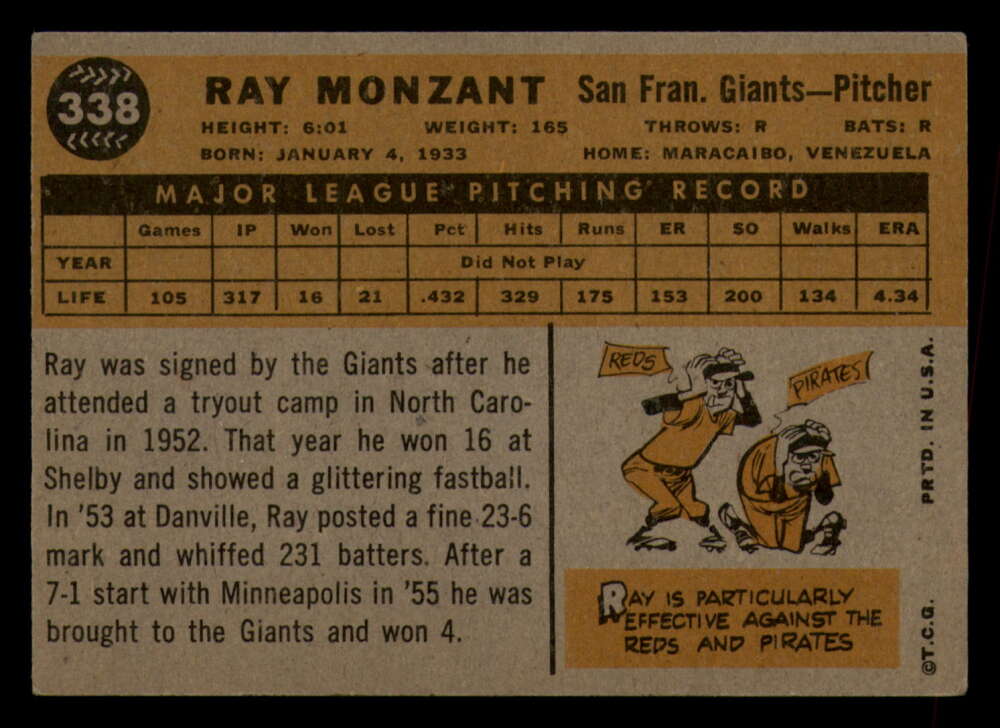 338
RAY MONZANT San Fran. Giants—Pitcher
HEIGHT: 6:01 WEIGHT: 165 THROWS: R BATS: R
BORN: JANUARY 4, 1933 HOME: MARACAIBO, VENEZUELA
MAJOR LEAGUE PITCHING RECORD
Games IP Won Lost Pct Hits Runs ER SO Walks ERA
YEAR Did Not Play
LIFE 105 317 16 21 .432 329 175 153 200 134 4.34
Ray was signed by the Giants after he
attended a tryout camp in North Caro-
lina in 1952. That year he won 16 at
Shelby and showed a glittering fastball.
In '53 at Danville, Ray posted a fine 23-6
mark and whiffed 231 batters. After a
7-1 start with Minneapolis in '55 he was
brought to the Giants and won 4.
REDS
PIRATES
RAY IS PARTICULARLY
EFFECTIVE AGAINST THE
REDS AND PIRATES
©T.C.G. PRTD. IN U.S.A.